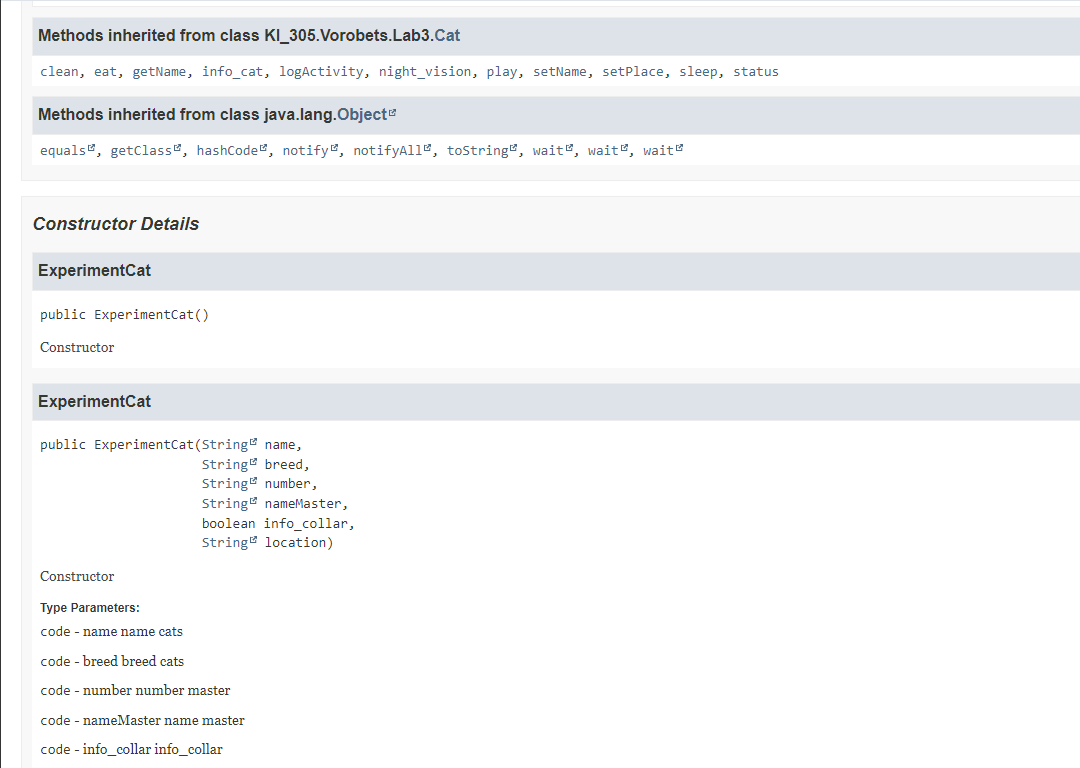 Methods inherited from class KI_305.Vorobets.Lab3.Cat
clean, eat, getName, info_cat, logActivity, night_vision, play, setName, setPlace, sleep, status
Methods inherited from class java.lang.Object
equals, getClass, hashCode, notify, notifyAll, toString, wait, wait, wait
Constructor Details
ExperimentCat
public ExperimentCat()
Constructor
ExperimentCat
public ExperimentCat(String name,
String breed,
String number,
String nameMaster,
boolean info_collar,
String location)
Constructor
Type Parameters:
code - name name cats
code - breed breed cats
code - number number master
code - nameMaster name master
code - info_collar info_collar